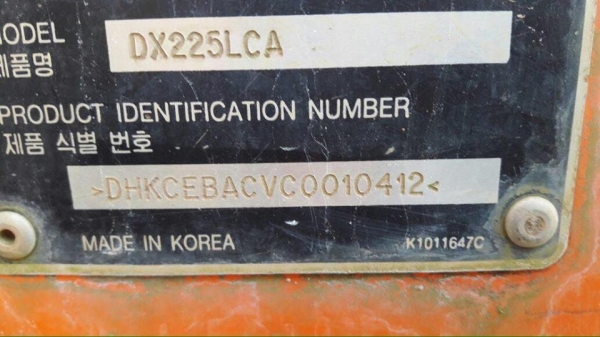 MODEL DX225LCA
제품명
PRODUCT IDENTIFICATION NUMBER
제품 식별 번호
>DHKCEBACVC0010412<
MADE IN KOREA K1011647C